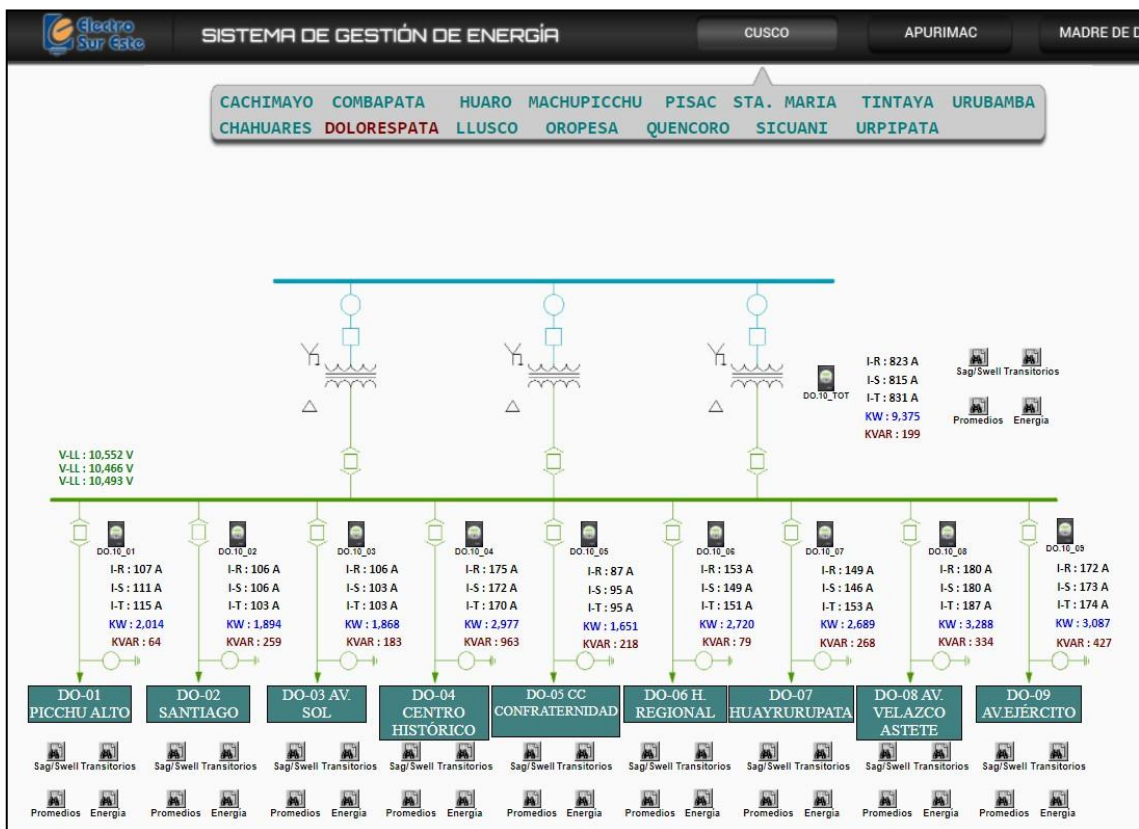 Electro
Sur Este
SISTEMA DE GESTIÓN DE ENERGÍA
CUSCO
APURIMAC
MADRE DE D
CACHIMAYO COMBAPATA HUARO MACHUPICCHU PISAC STA. MARIA TINTAYA URUBAMBA
CHAHUARES DOLORESPATA LLUSCO OROPESA QUENCORO SICUANI URPIPATA
DO.10_TOT
I-R : 823 A
I-S : 815 A
I-T : 831 A
KW : 9,375
KVAR : 199
Sag/Swell Transitorios
Promedios Energia
V-LL : 10,552 V
V-LL : 10,466 V
V-LL : 10,493 V
DO.10_01
I-R : 107 A
I-S : 111 A
I-T : 115 A
KW : 2,014
KVAR : 64
DO.10_02
I-R : 106 A
I-S : 106 A
I-T : 103 A
KW : 1,894
KVAR : 259
DO.10_03
I-R : 106 A
I-S : 103 A
I-T : 103 A
KW : 1,868
KVAR : 183
DO.10_04
I-R : 175 A
I-S : 172 A
I-T : 170 A
KW : 2,977
KVAR : 963
DO.10_05
I-R : 87 A
I-S : 95 A
I-T : 95 A
KW : 1,651
KVAR : 218
DO.10_06
I-R : 153 A
I-S : 149 A
I-T : 151 A
KW : 2,720
KVAR : 79
DO.10_07
I-R : 149 A
I-S : 146 A
I-T : 153 A
KW : 2,689
KVAR : 268
DO.10_08
I-R : 180 A
I-S : 180 A
I-T : 187 A
KW : 3,288
KVAR : 334
DO.10_09
I-R : 172 A
I-S : 173 A
I-T : 174 A
KW : 3,087
KVAR : 427
DO-01
PICCHU ALTO
DO-02
SANTIAGO
DO-03 AV.
SOL
DO-04
CENTRO
HISTÓRICO
DO-05 CC
CONFRATERNIDAD
DO-06 H.
REGIONAL
DO-07
HUAYRURUPATA
DO-08 AV.
VELAZCO
ASTETE
DO-09
AV.EJÉRCITO
Sag/Swell Transitorios Sag/Swell Transitorios Sag/Swell Transitorios Sag/Swell Transitorios Sag/Swell Transitorios Sag/Swell Transitorios Sag/Swell Transitorios Sag/Swell Transitorios Sag/Swell Transitorios
Promedios Energia Promedios Energia Promedios Energia Promedios Energia Promedios Energia Promedios Energia Promedios Energia Promedios Energia Promedios Energia